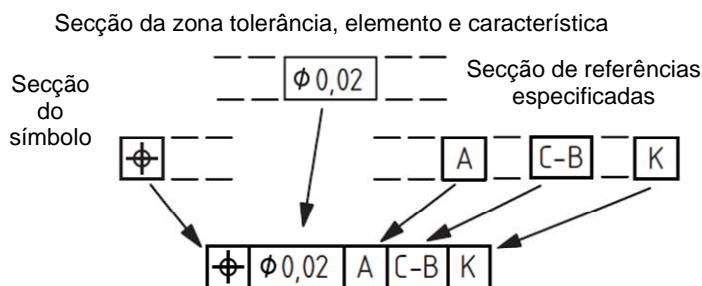 Secção da zona tolerância, elemento e característica
Secção
do
símbolo
⌀0,02
Secção de referências
especificadas
⌖
A
C-B
K
⌖ ⌀0,02 A C-B K